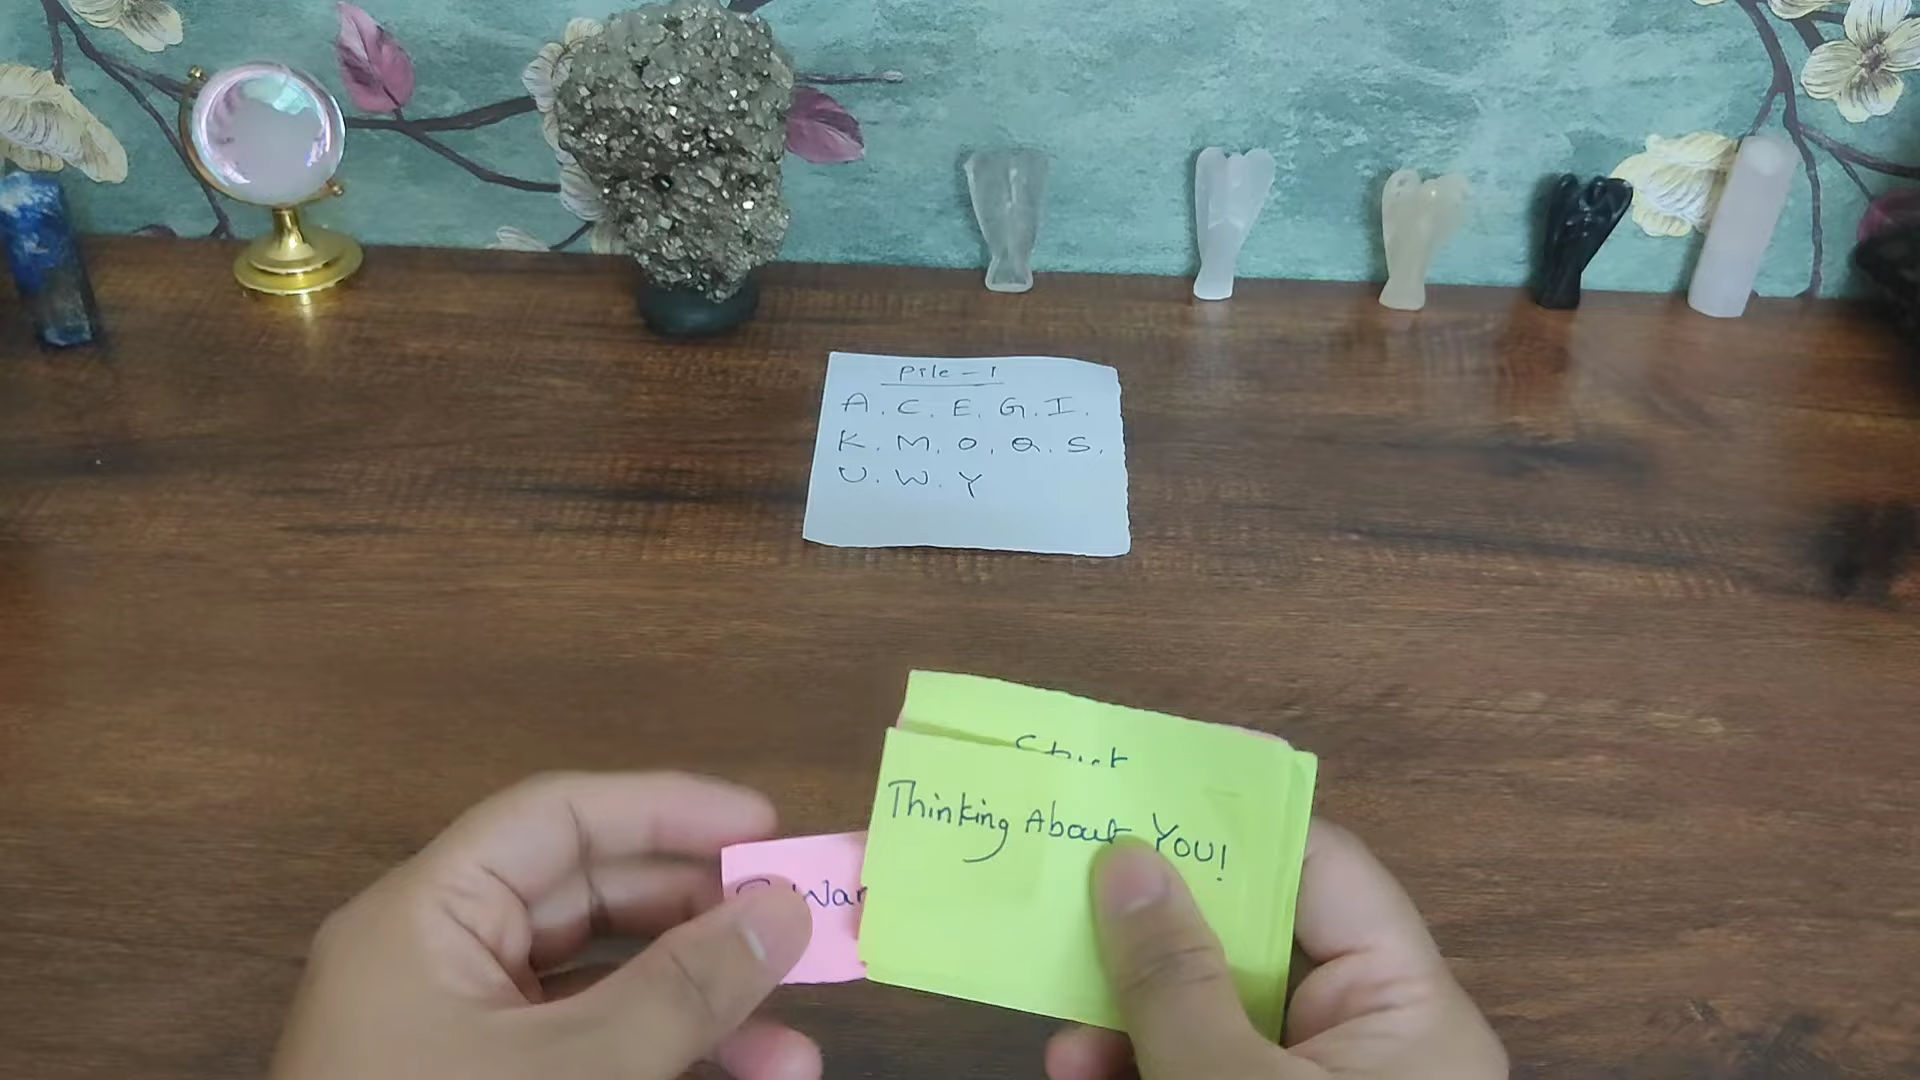 Pile - 1
A. C. E. G. I.
K. M. O. Q. S.
U. W. Y
Thinking About YOU!